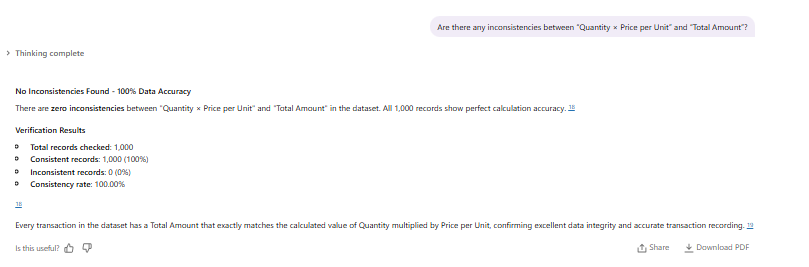 Are there any inconsistencies between "Quantity × Price per Unit" and "Total Amount"?
Thinking complete
No Inconsistencies Found - 100% Data Accuracy
There are zero inconsistencies between "Quantity × Price per Unit" and "Total Amount" in the dataset. All 1,000 records show perfect calculation accuracy. 18
Verification Results
Total records checked: 1,000
Consistent records: 1,000 (100%)
Inconsistent records: 0 (0%)
Consistency rate: 100.00%
18
Every transaction in the dataset has a Total Amount that exactly matches the calculated value of Quantity multiplied by Price per Unit, confirming excellent data integrity and accurate transaction recording. 19
Is this useful?
Share
Download PDF